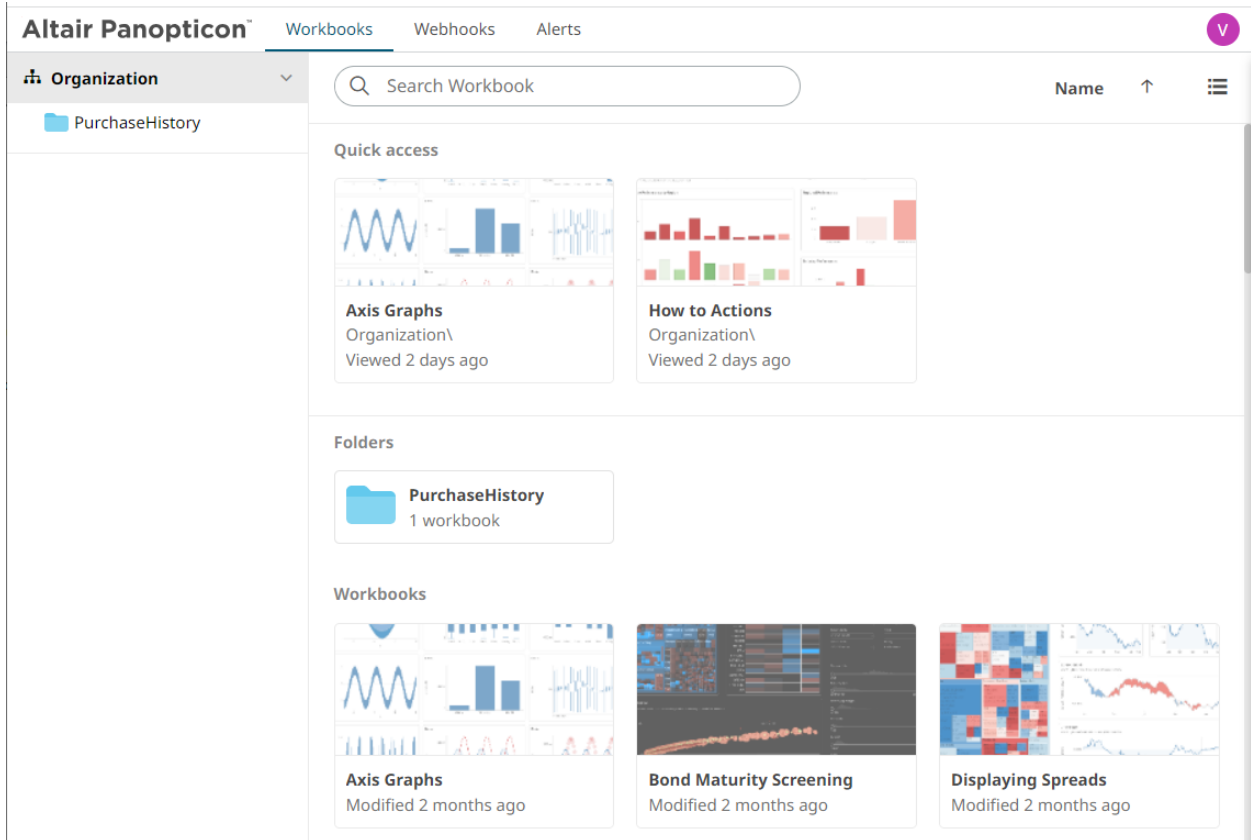 Altair Panopticon™ Workbooks Webhooks Alerts V
Organization
PurchaseHistory
Search Workbook
Name
Quick access
Axis Graphs
Organization\
Viewed 2 days ago
How to Actions
Organization\
Viewed 2 days ago
Folders
PurchaseHistory
1 workbook
Workbooks
Axis Graphs
Modified 2 months ago
Bond Maturity Screening
Modified 2 months ago
Displaying Spreads
Modified 2 months ago